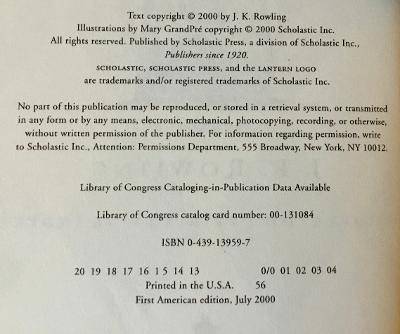 Text copyright © 2000 by J. K. Rowling
Illustrations by Mary GrandPré copyright © 2000 Scholastic Inc.
All rights reserved. Published by Scholastic Press, a division of Scholastic Inc.,
Publishers since 1920.
SCHOLASTIC, SCHOLASTIC PRESS, and the LANTERN LOGO
are trademarks and/or registered trademarks of Scholastic Inc.
No part of this publication may be reproduced, or stored in a retrieval system, or transmitted
in any form or by any means, electronic, mechanical, photocopying, recording, or otherwise,
without written permission of the publisher. For information regarding permission, write
to Scholastic Inc., Attention: Permissions Department, 555 Broadway, New York, NY 10012.
Library of Congress Cataloging-in-Publication Data Available
Library of Congress catalog card number: 00-131084
ISBN 0-439-13959-7
20 19 18 17 16 1 5 14 13 0/0 01 02 03 04
Printed in the U.S.A. 56
First American edition, July 2000